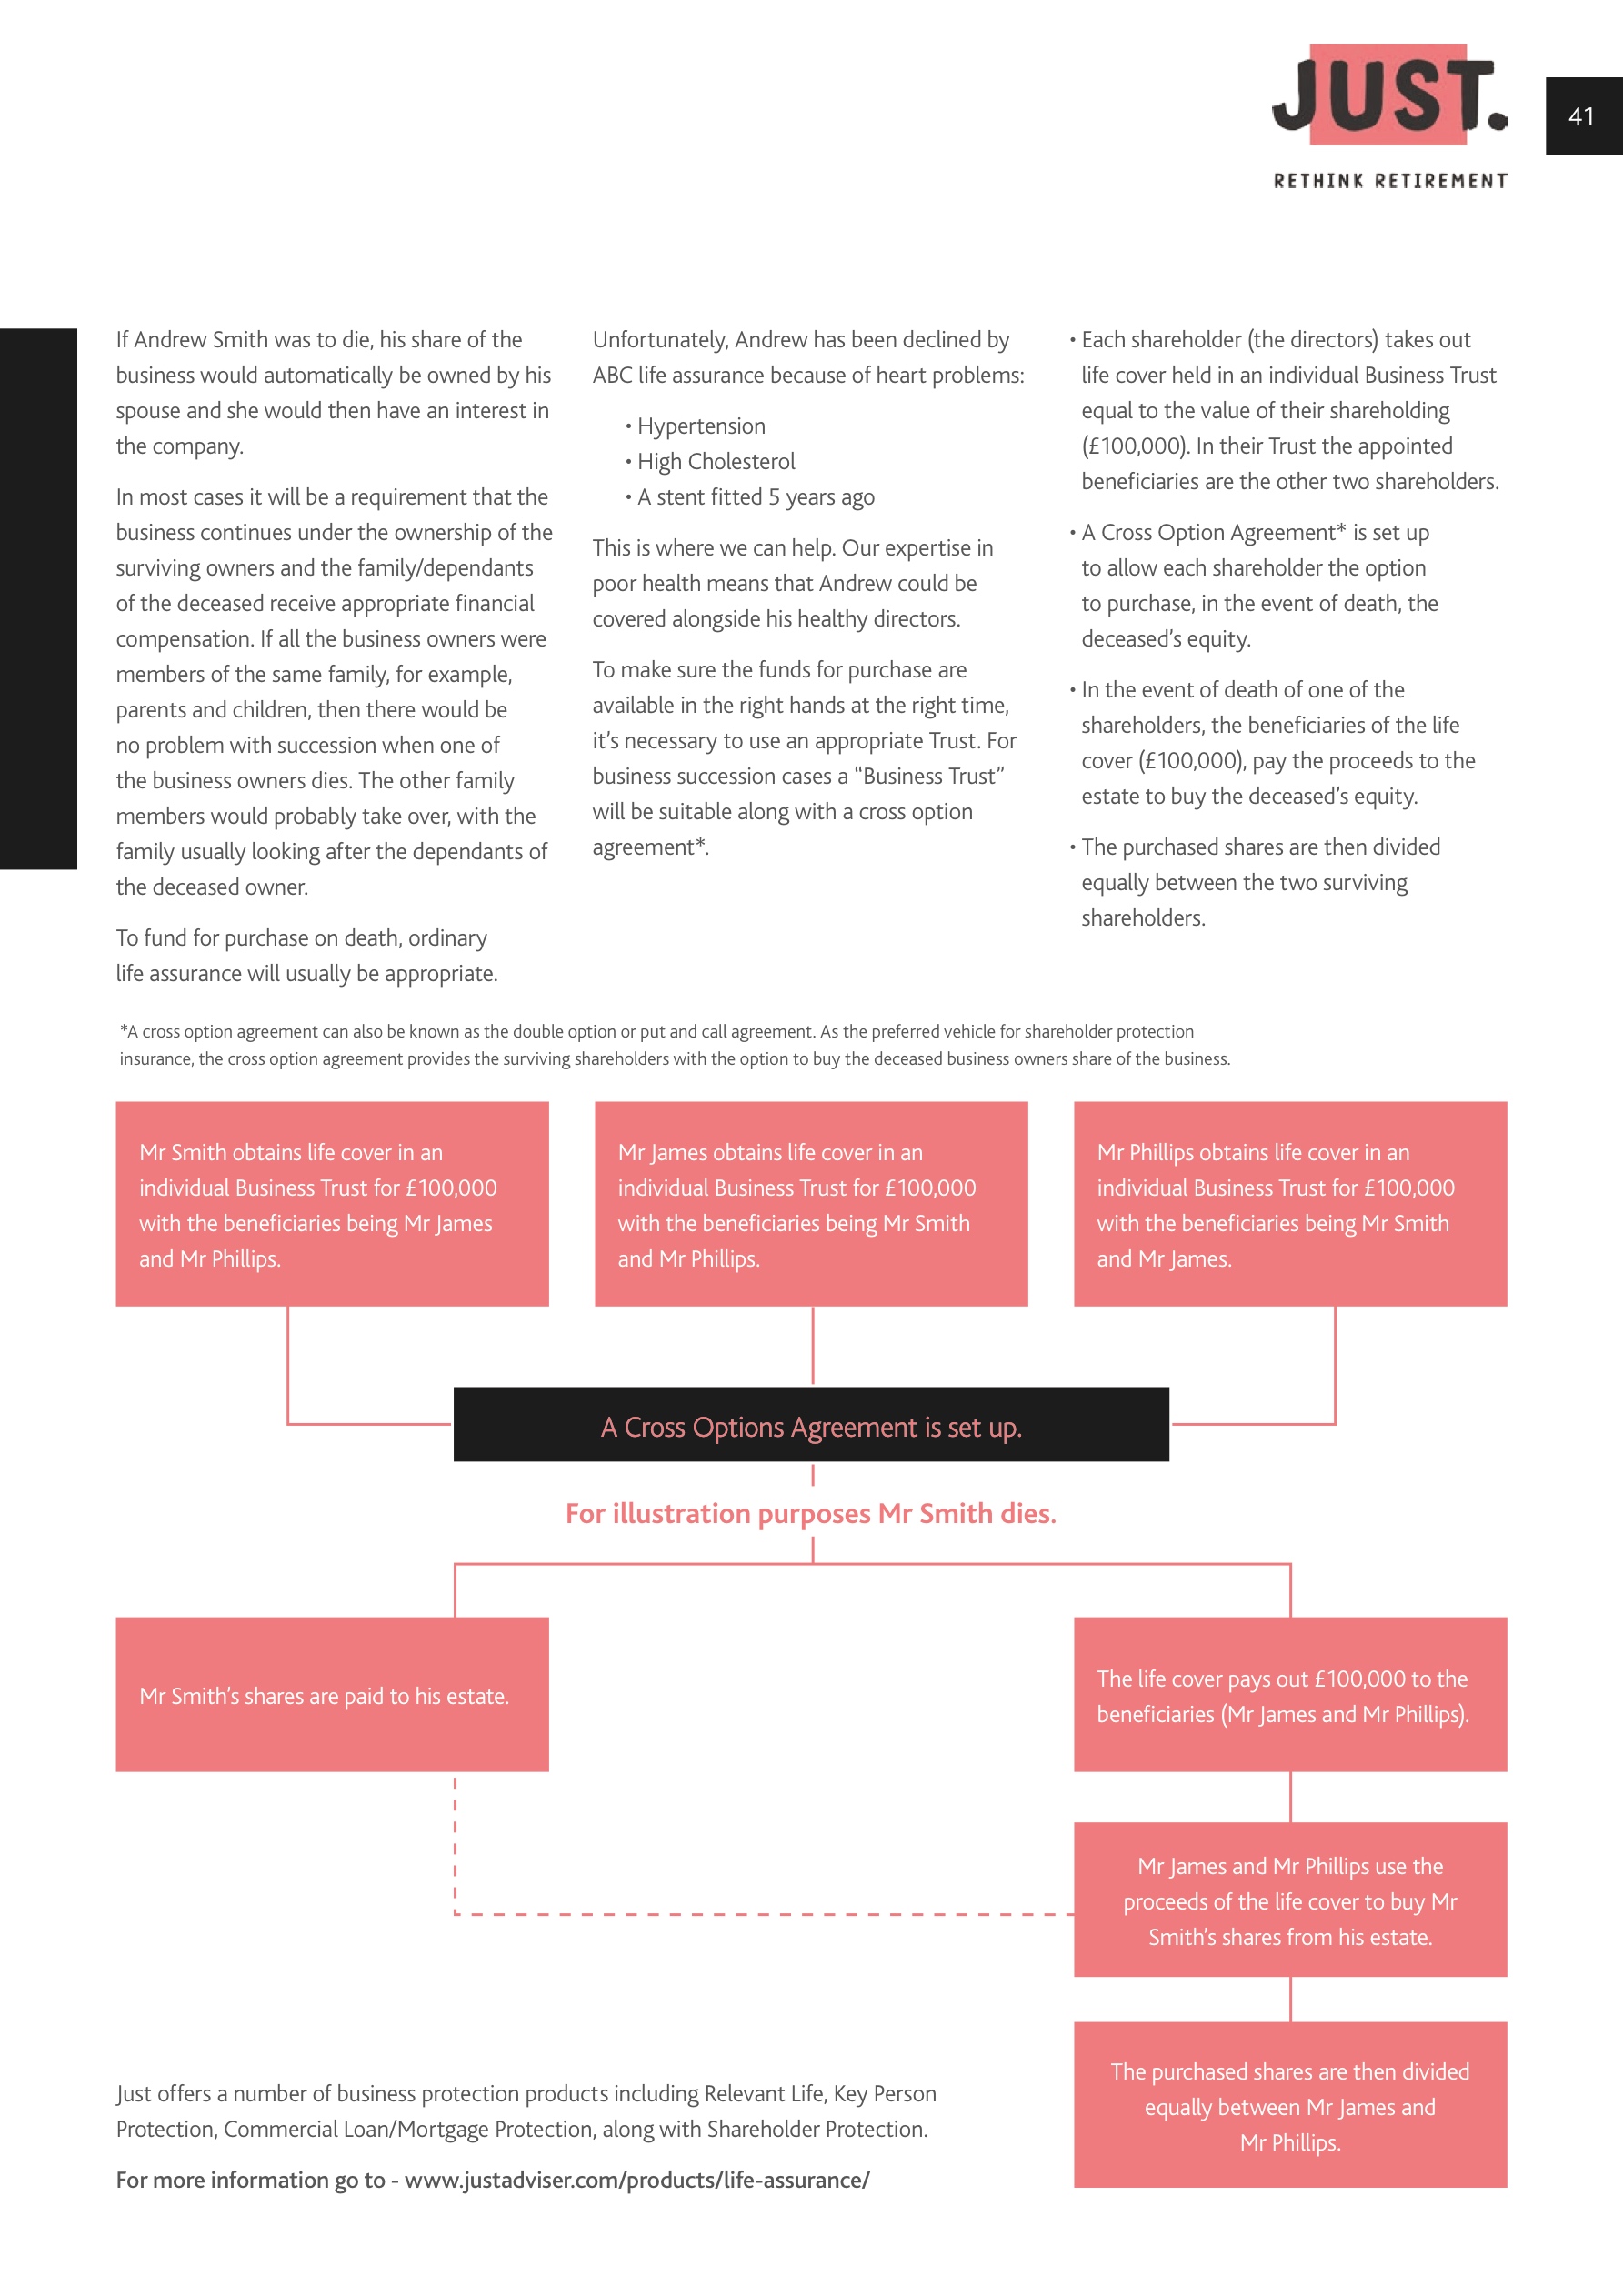 JUST.
RETHINK RETIREMENT
41
If Andrew Smith was to die, his share of the
business would automatically be owned by his
spouse and she would then have an interest in
the company.
In most cases it will be a requirement that the
business continues under the ownership of the
surviving owners and the family/dependants
of the deceased receive appropriate financial
compensation. If all the business owners were
members of the same family, for example,
parents and children, then there would be
no problem with succession when one of
the business owners dies. The other family
members would probably take over, with the
family usually looking after the dependants of
the deceased owner.
To fund for purchase on death, ordinary
life assurance will usually be appropriate.
Unfortunately, Andrew has been declined by
ABC life assurance because of heart problems:
• Hypertension
• High Cholesterol
• A stent fitted 5 years ago
This is where we can help. Our expertise in
poor health means that Andrew could be
covered alongside his healthy directors.
To make sure the funds for purchase are
available in the right hands at the right time,
it's necessary to use an appropriate Trust. For
business succession cases a “Business Trust”
will be suitable along with a cross option
agreement*.
• Each shareholder (the directors) takes out
life cover held in an individual Business Trust
equal to the value of their shareholding
(£100,000). In their Trust the appointed
beneficiaries are the other two shareholders.
• A Cross Option Agreement* is set up
to allow each shareholder the option
to purchase, in the event of death, the
deceased’s equity.
• In the event of death of one of the
shareholders, the beneficiaries of the life
cover (£100,000), pay the proceeds to the
estate to buy the deceased’s equity.
• The purchased shares are then divided
equally between the two surviving
shareholders.
*A cross option agreement can also be known as the double option or put and call agreement. As the preferred vehicle for shareholder protection
insurance, the cross option agreement provides the surviving shareholders with the option to buy the deceased business owners share of the business.
Mr Smith obtains life cover in an
individual Business Trust for £100,000
with the beneficiaries being Mr James
and Mr Phillips.
Mr James obtains life cover in an
individual Business Trust for £100,000
with the beneficiaries being Mr Smith
and Mr Phillips.
Mr Phillips obtains life cover in an
individual Business Trust for £100,000
with the beneficiaries being Mr Smith
and Mr James.
A Cross Options Agreement is set up.
For illustration purposes Mr Smith dies.
Mr Smith’s shares are paid to his estate.
The life cover pays out £100,000 to the
beneficiaries (Mr James and Mr Phillips).
Mr James and Mr Phillips use the
proceeds of the life cover to buy Mr
Smith’s shares from his estate.
The purchased shares are then divided
equally between Mr James and
Mr Phillips.
Just offers a number of business protection products including Relevant Life, Key Person
Protection, Commercial Loan/Mortgage Protection, along with Shareholder Protection.
For more information go to - www.justadviser.com/products/life-assurance/